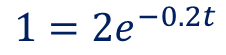 1 = 2e^{-0.2t}